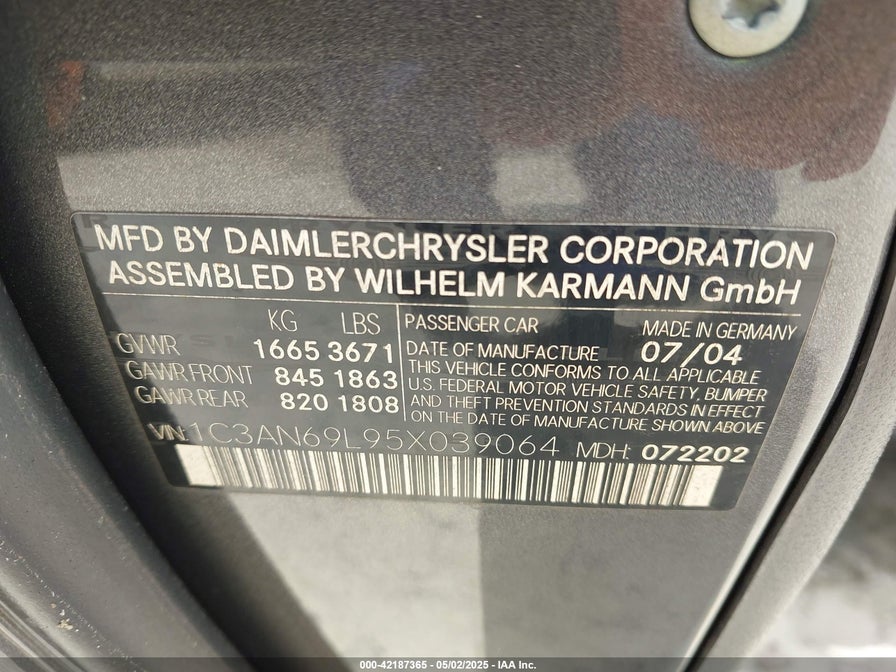 MFD BY DAIMLERCHRYSLER CORPORATION
ASSEMBLED BY WILHELM KARMANN GmbH
KG LBS
GVWR 1665 3671
GAWR FRONT 845 1863
GAWR REAR 820 1808
PASSENGER CAR MADE IN GERMANY
DATE OF MANUFACTURE 07/04
THIS VEHICLE CONFORMS TO ALL APPLICABLE
U.S. FEDERAL MOTOR VEHICLE SAFETY, BUMPER
AND THEFT PREVENTION STANDARDS IN EFFECT
ON THE DATE OF MANUFACTURE SHOWN ABOVE.
VIN: 1C3AN69L95X039064 MDH: 072202
000-42187365 - 05/02/2025 - IAA Inc.